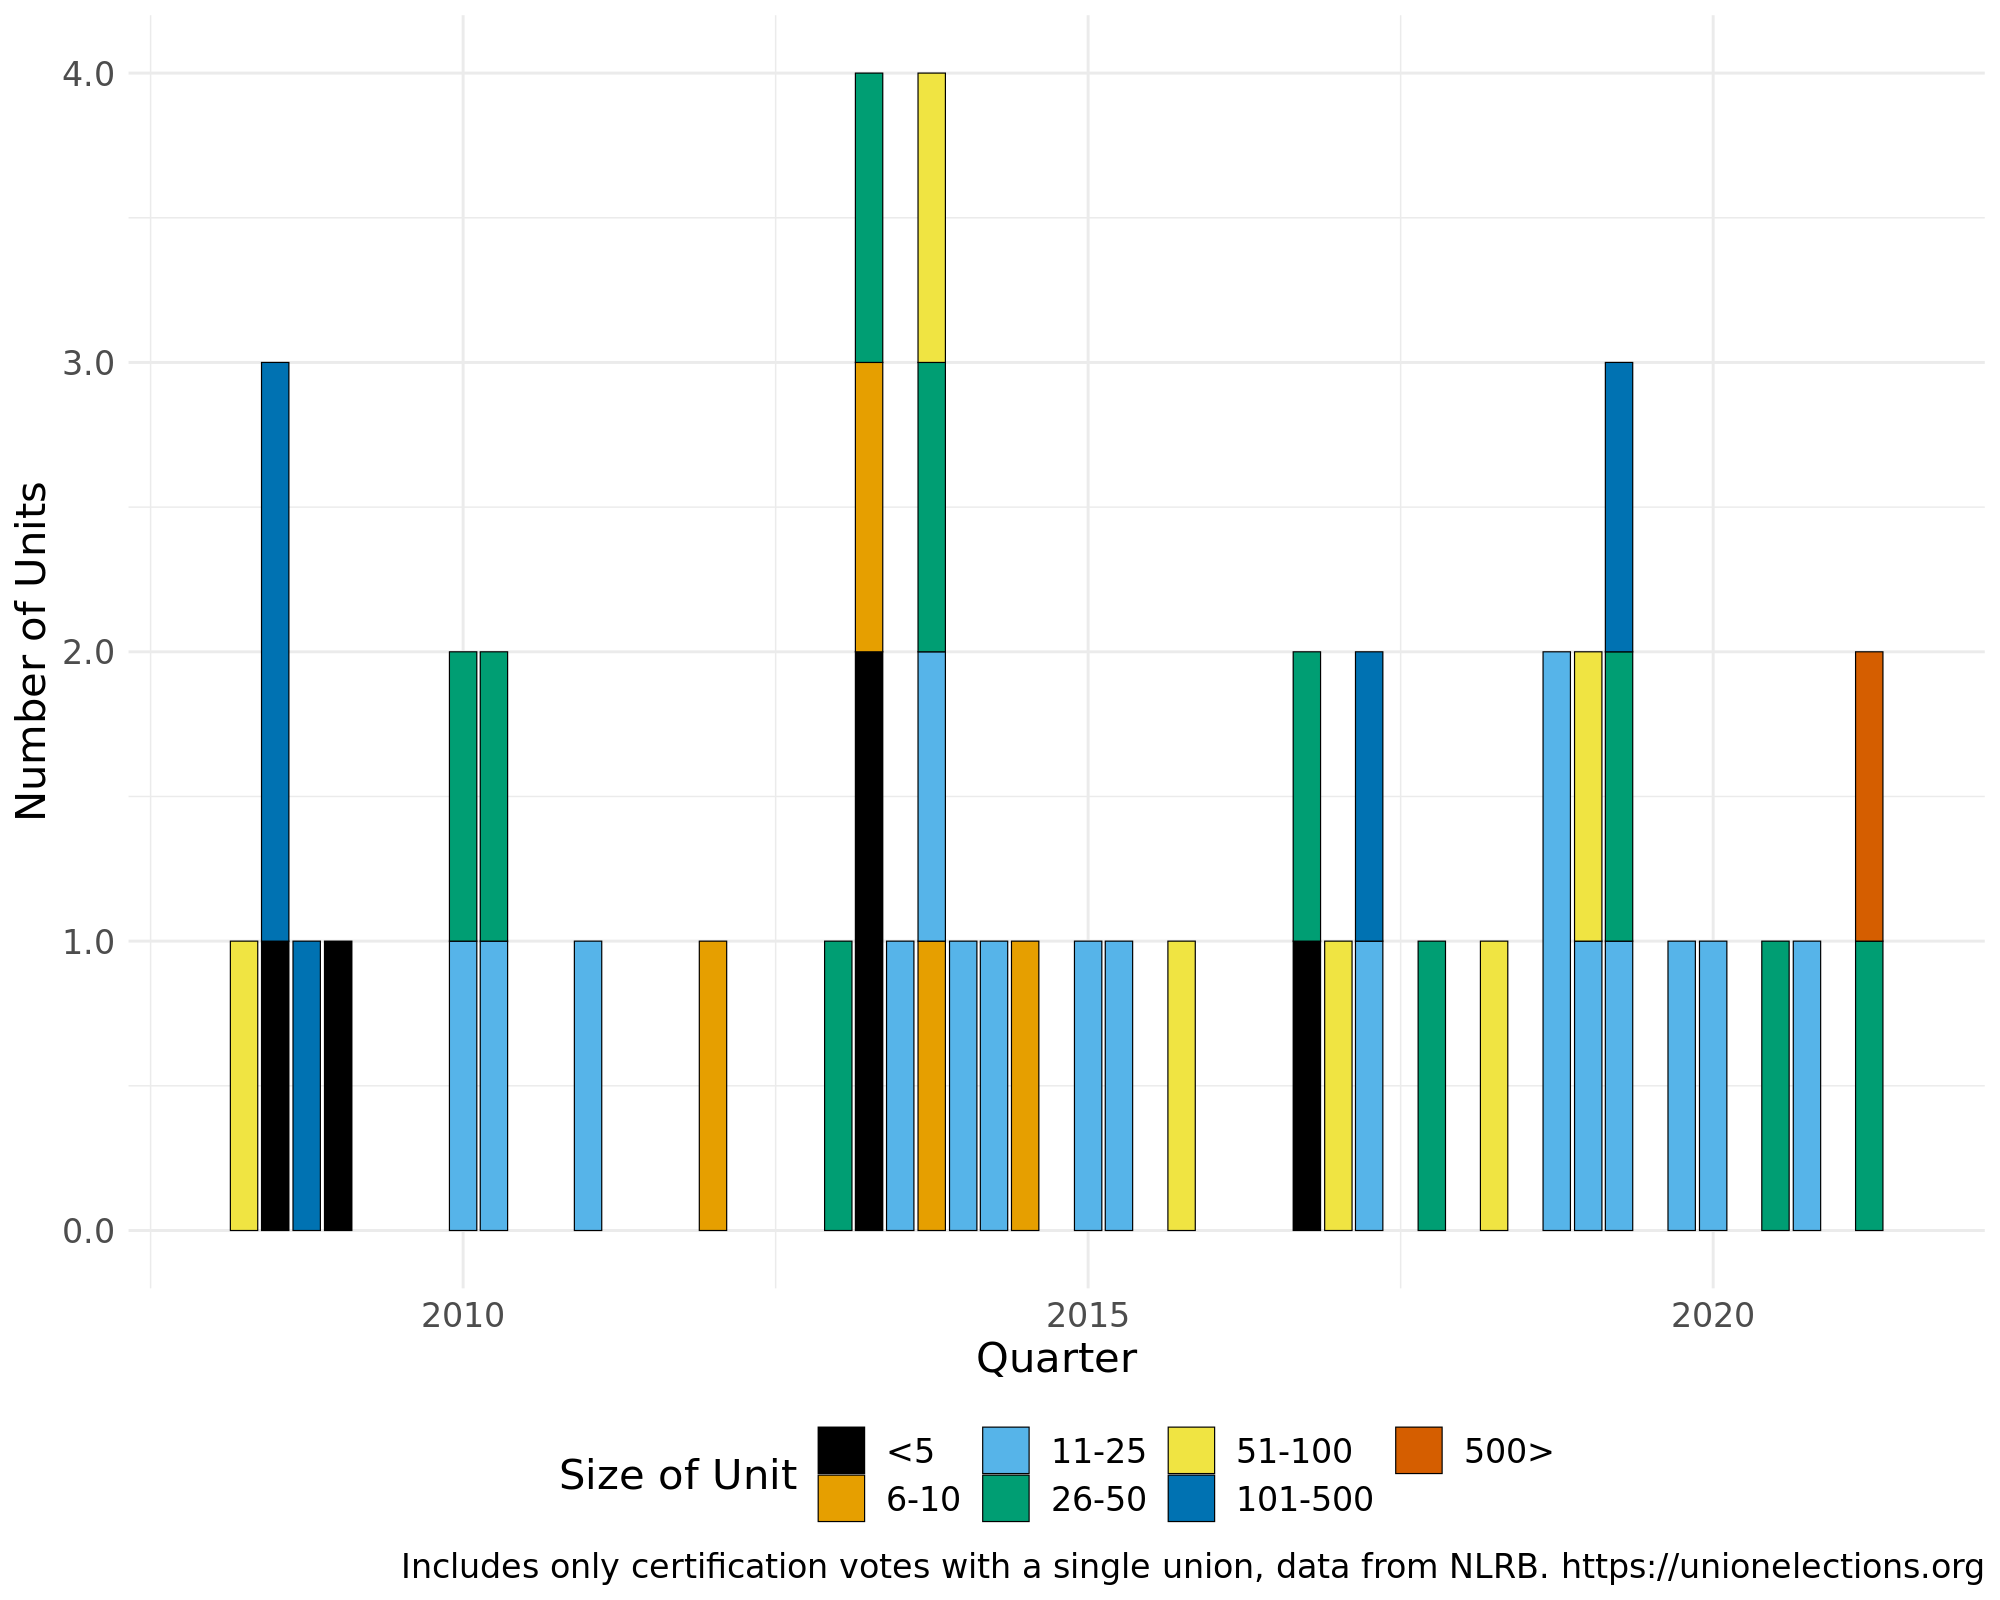 4.0
3.0
2.0
1.0
0.0
Number of Units
2010 2015 2020
Quarter
Size of Unit
<5 11-25 51-100 500>
6-10 26-50 101-500
Includes only certification votes with a single union, data from NLRB. https://unionelections.org